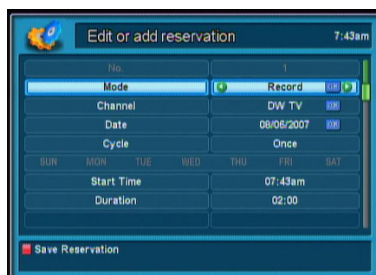 Edit or add reservation 7:43am
No. 1
Mode Record OK
Channel DW TV OK
Date 08/06/2007 OK
Cycle Once
SUN MON TUE WED THU FRI SAT
Start Time 07:43am
Duration 02:00
Save Reservation